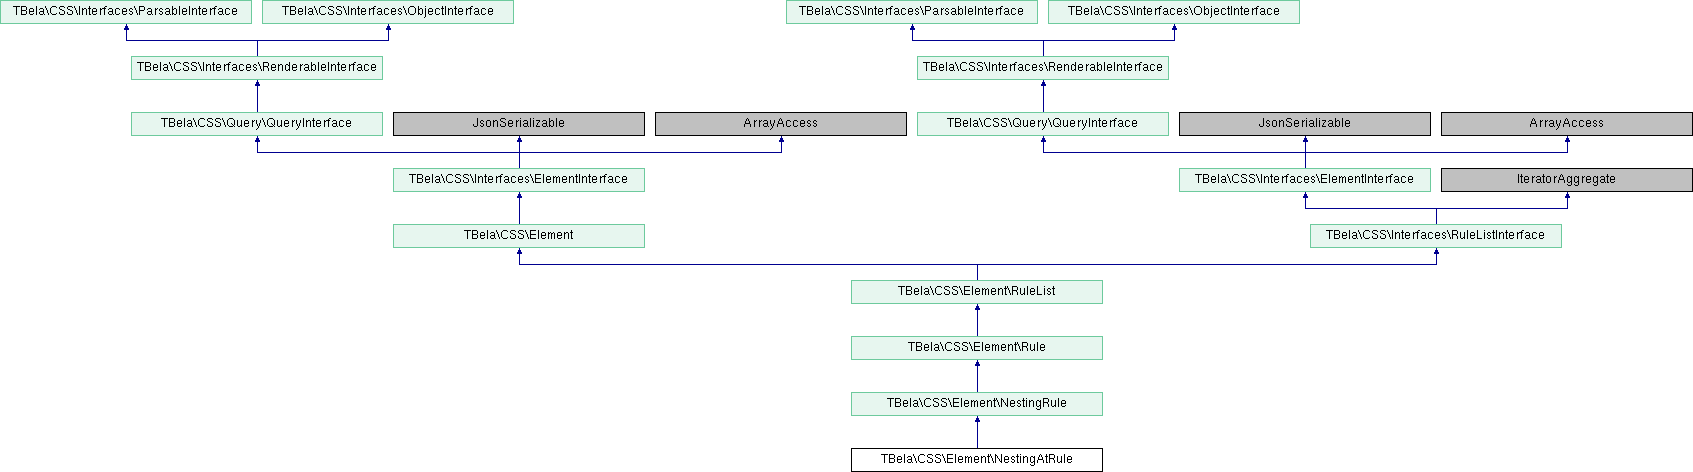 TBela\CSS\Interfaces\ParsableInterface
TBela\CSS\Interfaces\ObjectInterface
TBela\CSS\Interfaces\ParsableInterface
TBela\CSS\Interfaces\ObjectInterface
TBela\CSS\Interfaces\RenderableInterface
TBela\CSS\Interfaces\RenderableInterface
TBela\CSS\Query\QueryInterface
JsonSerializable
ArrayAccess
TBela\CSS\Query\QueryInterface
JsonSerializable
ArrayAccess
TBela\CSS\Interfaces\ElementInterface
TBela\CSS\Interfaces\ElementInterface
IteratorAggregate
TBela\CSS\Element
TBela\CSS\Interfaces\RuleListInterface
TBela\CSS\Element\RuleList
TBela\CSS\Element\Rule
TBela\CSS\Element\NestingRule
TBela\CSS\Element\NestingAtRule